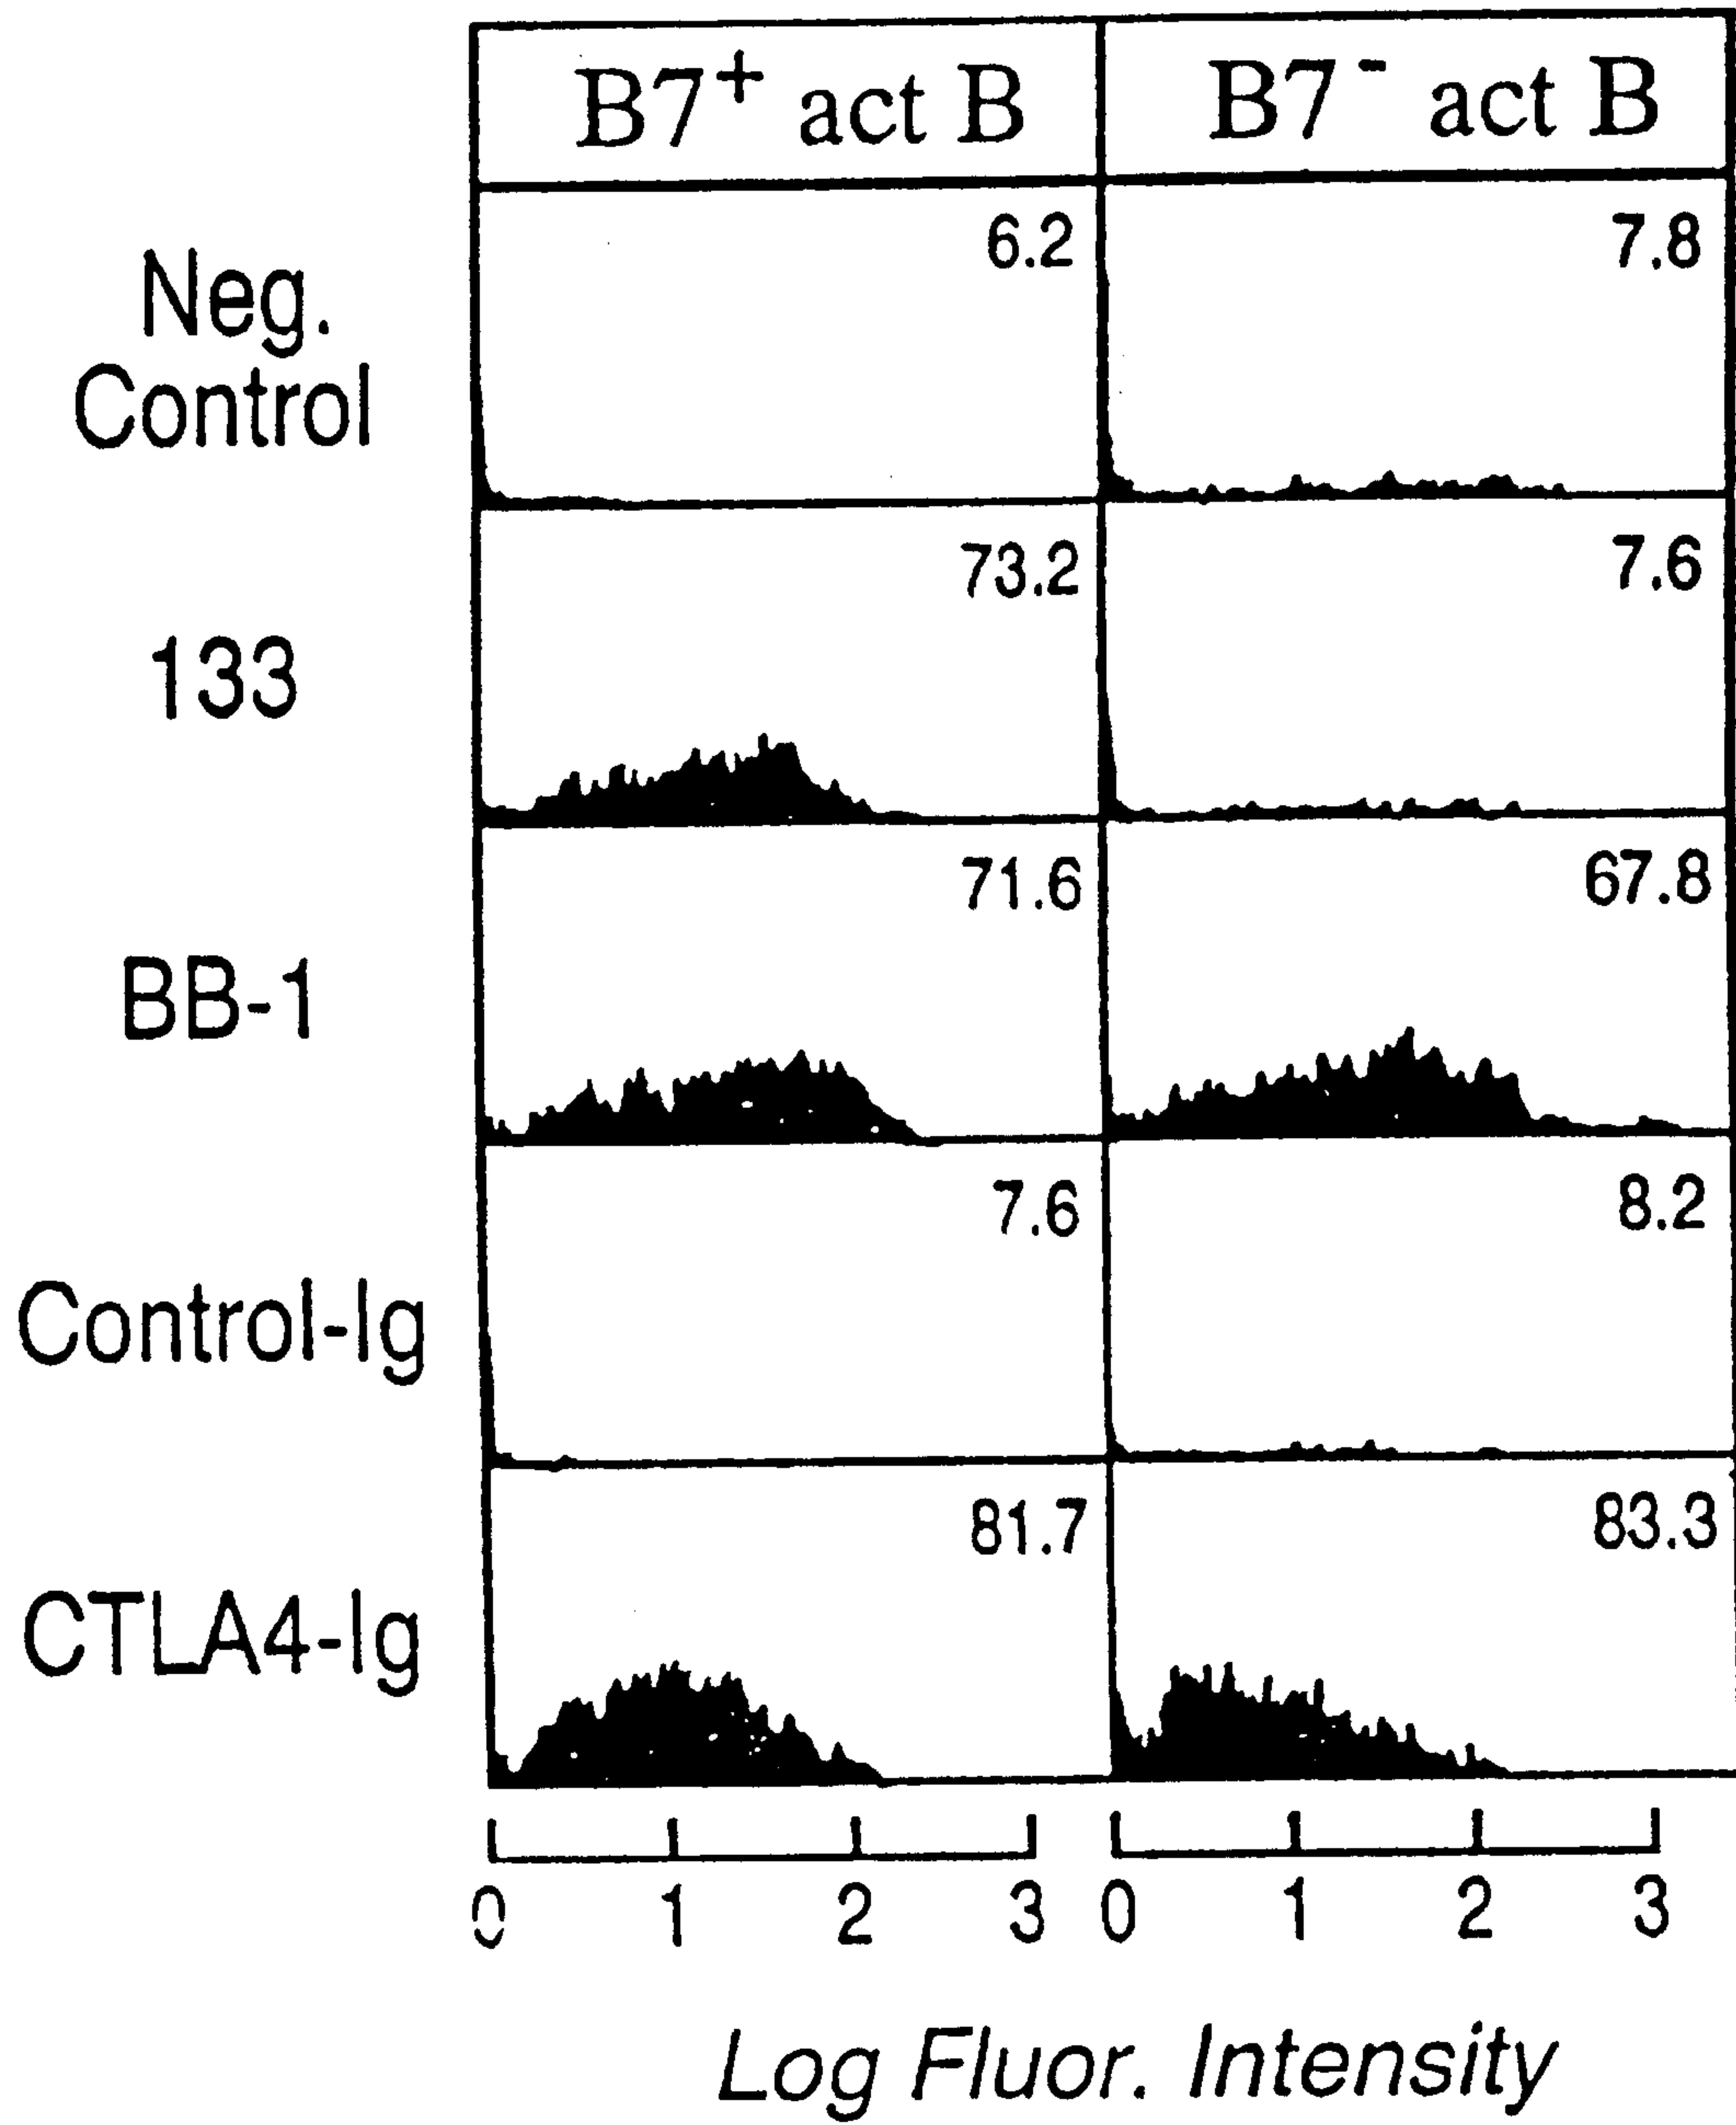 B7⁺ act B B7⁻ act B
Neg.
Control
6.2 7.8
133
73.2 7.6
BB-1
71.6 67.8
Control-Ig
7.6 8.2
CTLA4-Ig
81.7 83.3
0 1 2 3 0 1 2 3
Log Fluor. Intensity